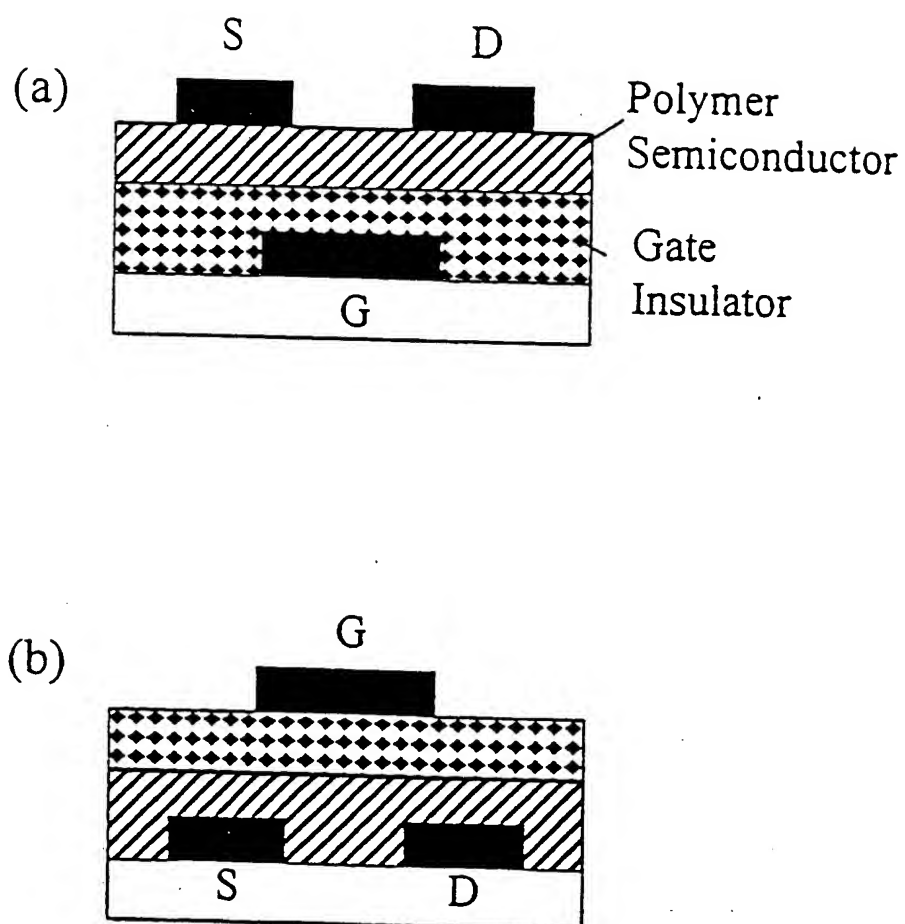 (a)
S
D
Polymer
Semiconductor
Gate
Insulator
G
(b)
G
S
D